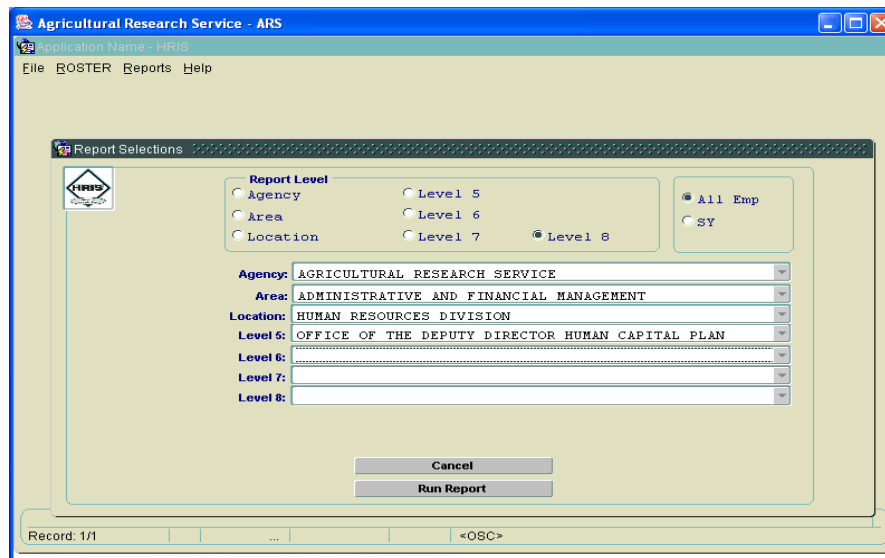 Agricultural Research Service - ARS
Application Name - HRIS
File ROSTER Reports Help
Report Selections
HRIS
Report Level
Agency Level 5
Area Level 6
Location Level 7 Level 8
All Emp
SY
Agency: AGRICULTURAL RESEARCH SERVICE
Area: ADMINISTRATIVE AND FINANCIAL MANAGEMENT
Location: HUMAN RESOURCES DIVISION
Level 5: OFFICE OF THE DEPUTY DIRECTOR HUMAN CAPITAL PLAN
Level 6:
Level 7:
Level 8:
Cancel
Run Report
Record: 1/1 ... <OSC>